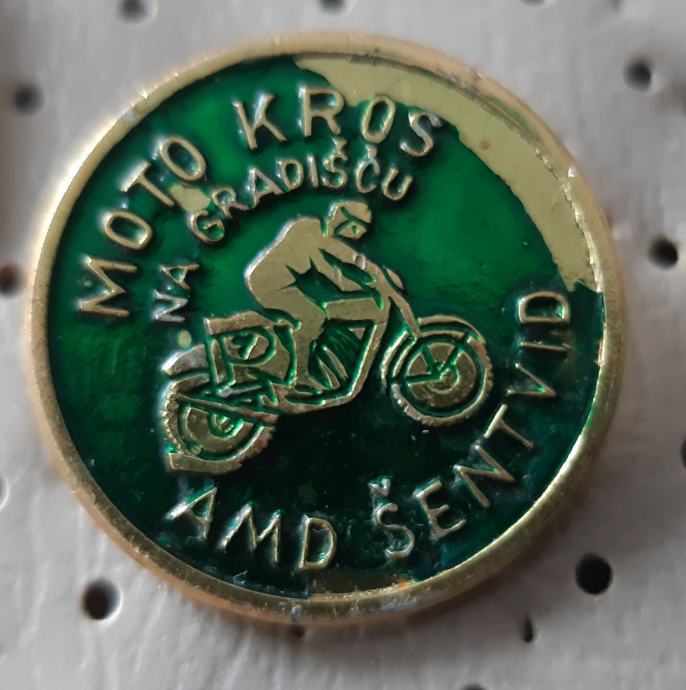 MOTO KROS
NA GRADIŠČU
AMD ŠENTVID